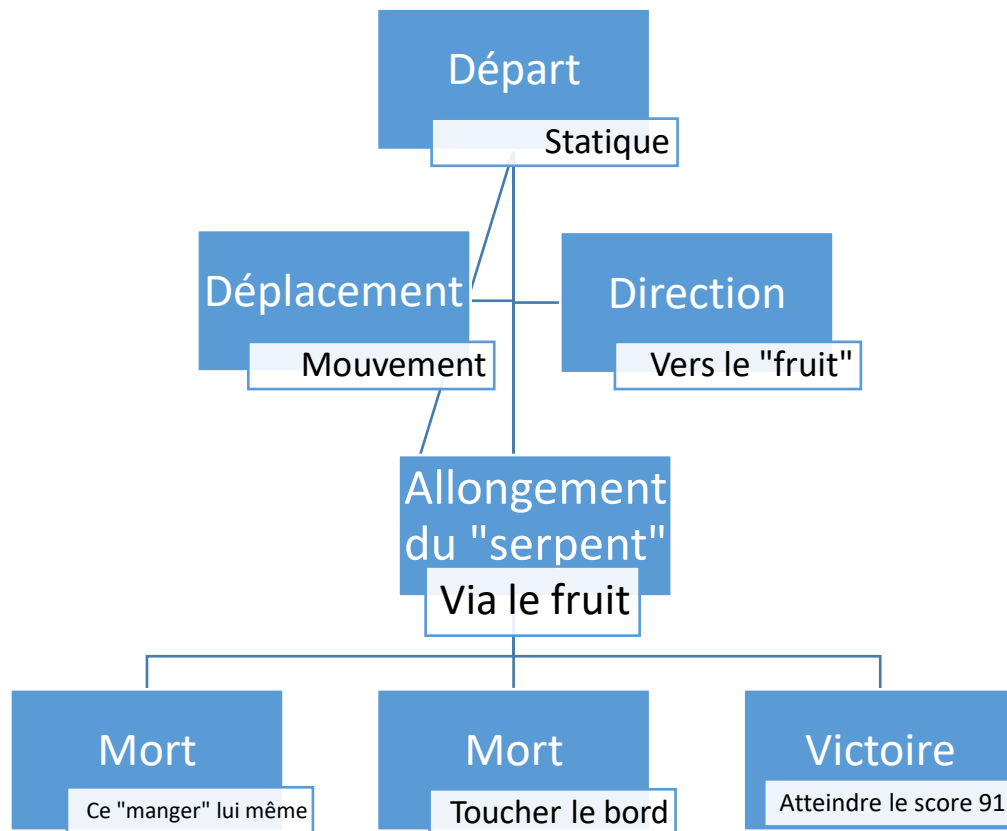 Départ
Statique
Déplacement
Mouvement
Direction
Vers le "fruit"
Allongement
du "serpent"
Via le fruit
Mort
Ce "manger" lui même
Mort
Toucher le bord
Victoire
Atteindre le score 91